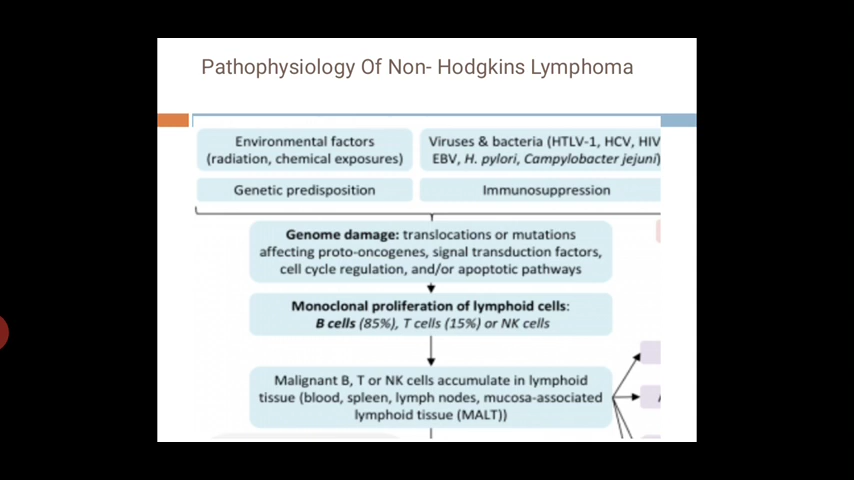 Pathophysiology Of Non- Hodgkins Lymphoma
Environmental factors
(radiation, chemical exposures)
Viruses & bacteria (HTLV-1, HCV, HIV
EBV, H. pylori, Campylobacter jejuni)
Genetic predisposition
Immunosuppression
Genome damage: translocations or mutations
affecting proto-oncogenes, signal transduction factors,
cell cycle regulation, and/or apoptotic pathways
Monoclonal proliferation of lymphoid cells:
B cells (85%), T cells (15%) or NK cells
Malignant B, T or NK cells accumulate in lymphoid
tissue (blood, spleen, lymph nodes, mucosa-associated
lymphoid tissue (MALT))